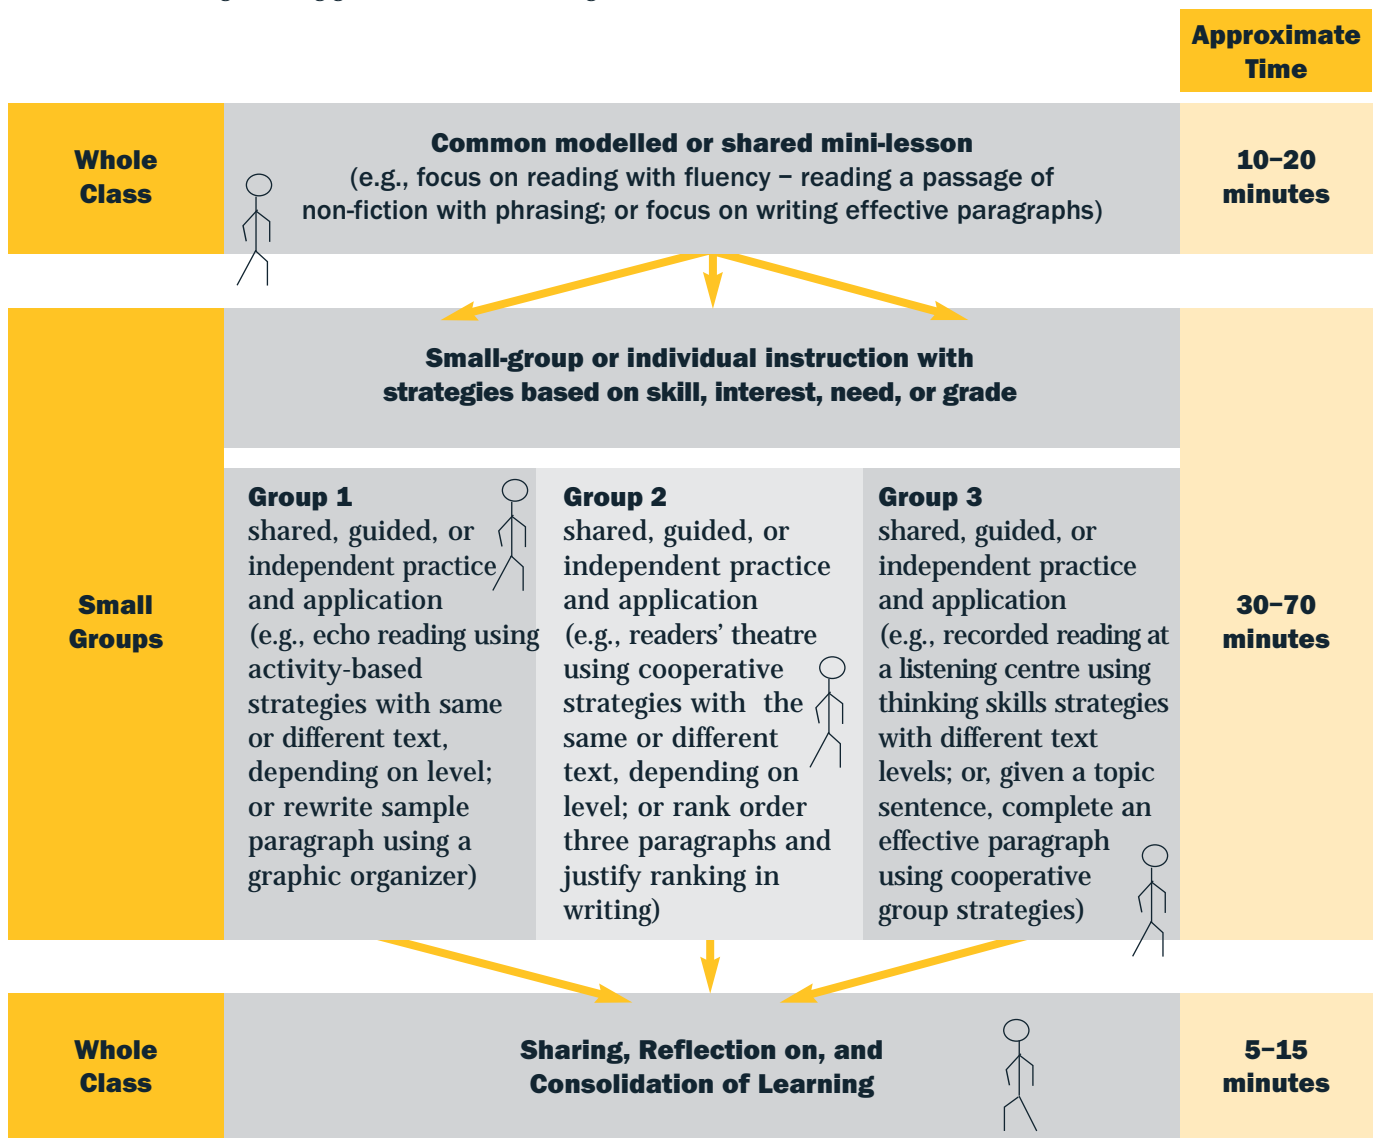 Approximate
Time
Whole
Class
Common modelled or shared mini-lesson
(e.g., focus on reading with fluency – reading a passage of
non-fiction with phrasing; or focus on writing effective paragraphs)
10–20
minutes
Small-group or individual instruction with
strategies based on skill, interest, need, or grade
Small
Groups
Group 1
shared, guided, or
independent practice
and application
(e.g., echo reading using
activity-based
strategies with same
or different text,
depending on level;
or rewrite sample
paragraph using a
graphic organizer)
Group 2
shared, guided, or
independent practice
and application
(e.g., readers’ theatre
using cooperative
strategies with the
same or different
text, depending on
level; or rank order
three paragraphs and
justify ranking in
writing)
Group 3
shared, guided, or
independent practice
and application
(e.g., recorded reading at
a listening centre using
thinking skills strategies
with different text
levels; or, given a topic
sentence, complete an
effective paragraph
using cooperative
group strategies)
30–70
minutes
Whole
Class
Sharing, Reflection on, and
Consolidation of Learning
5–15
minutes